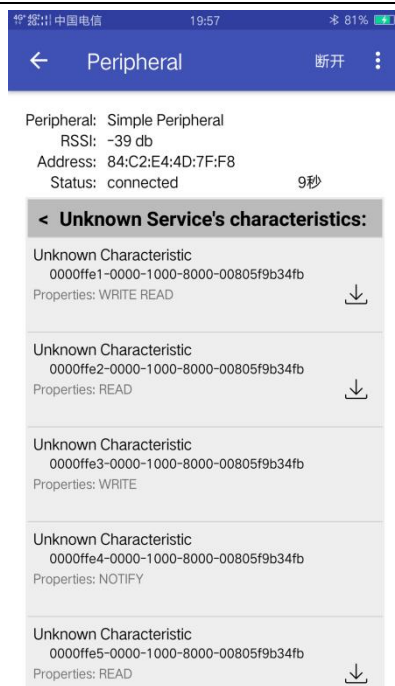 中国电信 19:57 81%
Peripheral 断开
Peripheral: Simple Peripheral
RSSI: -39 db
Address: 84:C2:E4:4D:7F:F8
Status: connected 9秒
< Unknown Service's characteristics:
Unknown Characteristic
0000ffe1-0000-1000-8000-00805f9b34fb
Properties: WRITE READ
Unknown Characteristic
0000ffe2-0000-1000-8000-00805f9b34fb
Properties: READ
Unknown Characteristic
0000ffe3-0000-1000-8000-00805f9b34fb
Properties: WRITE
Unknown Characteristic
0000ffe4-0000-1000-8000-00805f9b34fb
Properties: NOTIFY
Unknown Characteristic
0000ffe5-0000-1000-8000-00805f9b34fb
Properties: READ